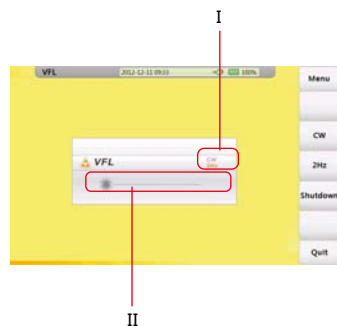 I
VFL 2012-12-11 09:33 100%
Menu
CW
VFL CW
2Hz
2Hz
Shutdown
Quit
II